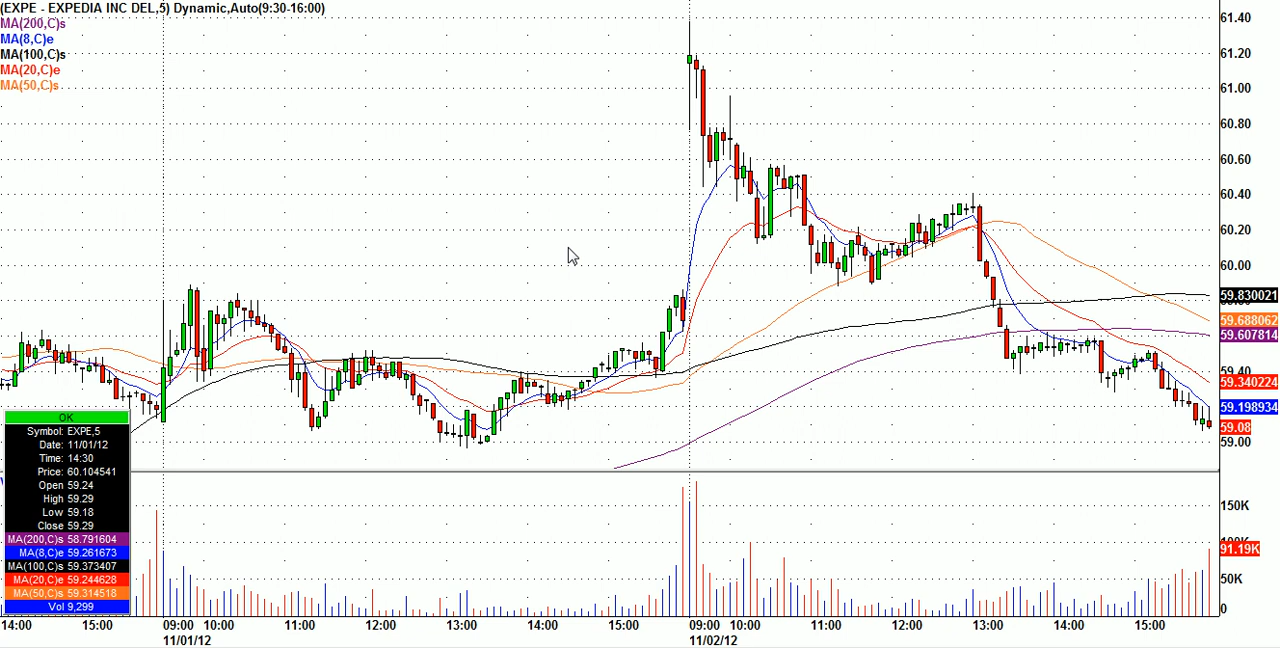 (EXPE - EXPEDIA INC DEL,5) Dynamic,Auto(9:30-16:00)
MA(200,C)s
MA(8,C)e
MA(100,C)s
MA(20,C)e
MA(50,C)s
61.40
61.20
61.00
60.80
60.60
60.40
60.20
60.00
59.830021
59.688062
59.607814
59.40
59.340224
59.198934
59.08
59.00
OK
Symbol: EXPE,5
Date: 11/01/12
Time: 14:30
Price: 60.104541
Open 59.24
High 59.29
Low 59.18
Close 59.29
MA(200,C)s 58.791604
MA(8,C)e 59.261673
MA(100,C)s 59.373407
MA(20,C)e 59.244628
MA(50,C)s 59.314518
Vol 9,299
150K
100K
91.19K
50K
0
14:00 15:00 09:00 10:00 11:00 12:00 13:00 14:00 15:00 09:00 10:00 11:00 12:00 13:00 14:00 15:00
11/01/12 11/02/12